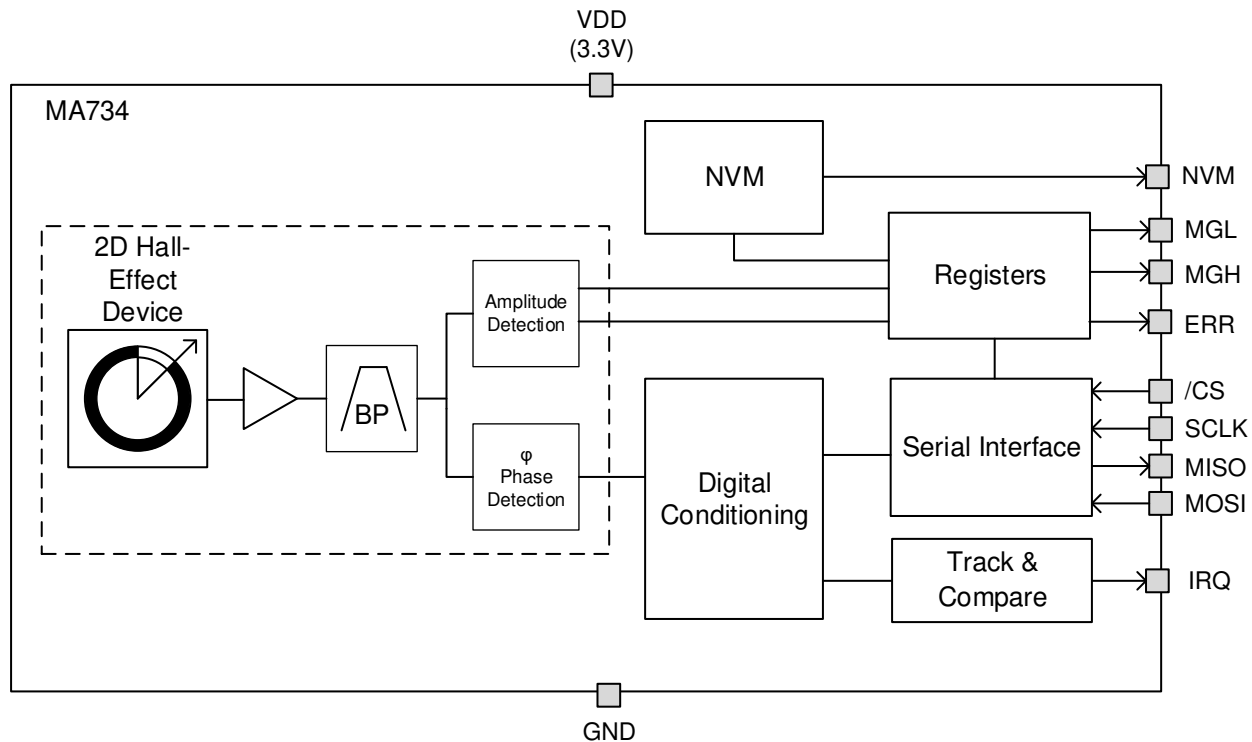 VDD
(3.3V)
MA734
NVM
NVM
2D Hall-
Effect
Device
Amplitude
Detection
Registers
MGL
MGH
ERR
BP
φ
Phase
Detection
Digital
Conditioning
Serial Interface
/CS
SCLK
MISO
MOSI
Track &
Compare
IRQ
GND